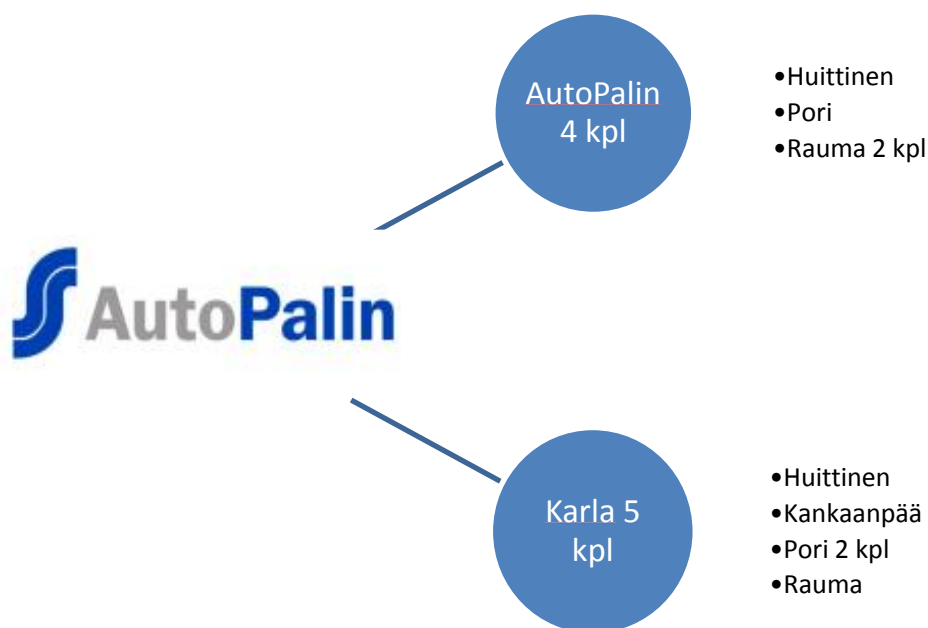 AutoPalin
4 kpl
•Huittinen
•Pori
•Rauma 2 kpl
AutoPalin
Karla 5
kpl
•Huittinen
•Kankaanpää
•Pori 2 kpl
•Rauma